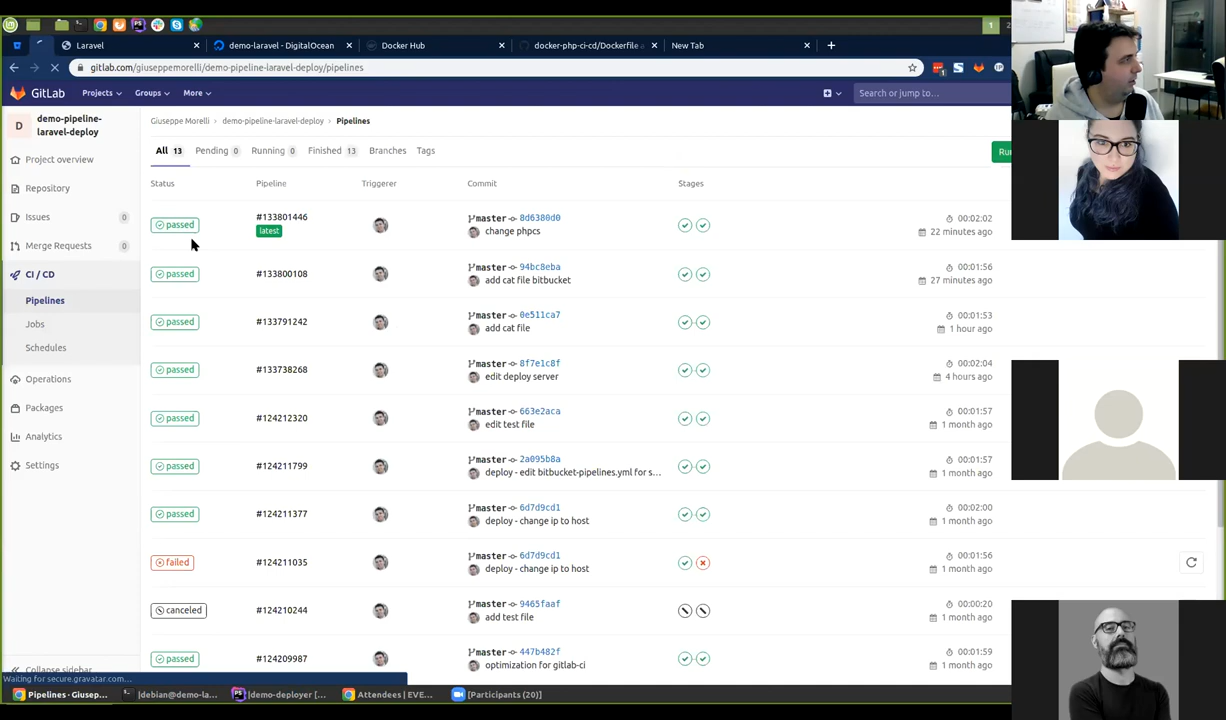 1
Laravel
demo-laravel - DigitalOcean
Docker Hub
docker-php-ci-cd/Dockerfile
New Tab
gitlab.com/giuseppemorelli/demo-pipeline-laravel-deploy/pipelines
GitLab
Projects
Groups
More
Search or jump to…
D
demo-pipeline-
laravel-deploy
Project overview
Repository
Issues
0
Merge Requests
0
CI / CD
Pipelines
Jobs
Schedules
Operations
Packages
Analytics
Settings
Collapse sidebar
Giuseppe Morelli
demo-pipeline-laravel-deploy
Pipelines
All 13
Pending 0
Running 0
Finished 13
Branches
Tags
Status
Pipeline
Triggerer
Commit
Stages
passed
#133801446
latest
master
8d6380d0
change phpcs
00:02:02
22 minutes ago
passed
#133800108
master
94bc8eba
add cat file bitbucket
00:01:56
27 minutes ago
passed
#133791242
master
0e511ca7
add cat file
00:01:53
1 hour ago
passed
#133738268
master
8f7e1c8f
edit deploy server
00:02:04
4 hours ago
passed
#124212320
master
663e2aca
edit test file
00:01:57
1 month ago
passed
#124211799
master
2a095b8a
deploy - edit bitbucket-pipelines.yml for s…
00:01:57
1 month ago
passed
#124211377
master
6d7d9cd1
deploy - change ip to host
00:02:00
1 month ago
failed
#124211035
master
6d7d9cd1
deploy - change ip to host
00:01:56
1 month ago
canceled
#124210244
master
9465faaf
add test file
00:00:20
1 month ago
passed
#124209987
master
447b482f
optimization for gitlab-ci
00:01:59
1 month ago
Waiting for secure.gravatar.com...
Pipelines · Giusep...
[debian@demo-la...
[demo-deployer [...
Attendees | EVE...
[Participants (20)]